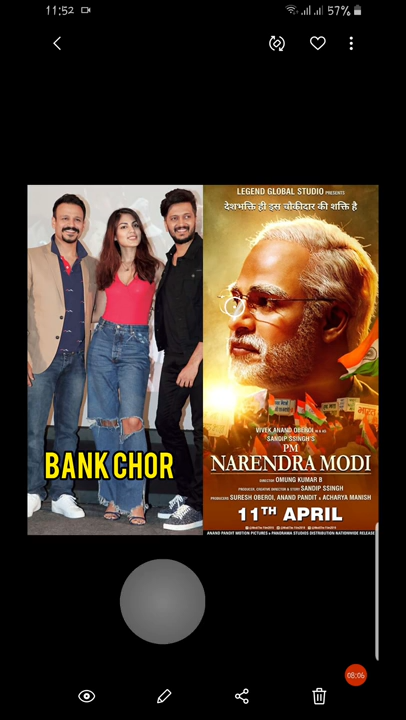 11:52
57%
BANK CHOR
LEGEND GLOBAL STUDIO PRESENTS
देशभक्ति ही इस चौकीदार की शक्ति है
VIVEK ANAND OBEROI
SANDIP SSINGH'S
PM
NARENDRA MODI
DIRECTOR OMUNG KUMAR B
PRODUCER, CREATIVE DIRECTOR & STORY SANDIP SSINGH
PRODUCERS SURESH OBEROI, ANAND PANDIT & ACHARYA MANISH
11TH APRIL
ANAND PANDIT MOTION PICTURES & PANORAMA STUDIOS DISTRIBUTION NATIONWIDE RELEASE
08:06